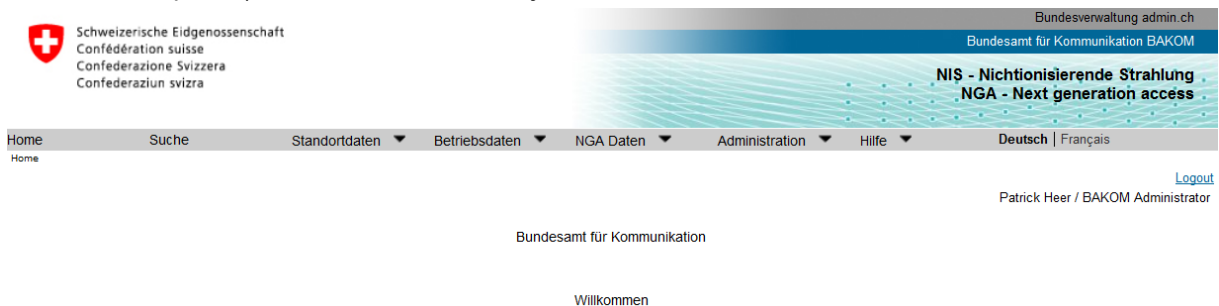 Bundesverwaltung admin.ch
Schweizerische Eidgenossenschaft
Confédération suisse
Confederazione Svizzera
Confederaziun svizra
Bundesamt für Kommunikation BAKOM
NIS - Nichtionisierende Strahlung
NGA - Next generation access
Home Suche Standortdaten Betriebsdaten NGA Daten Administration Hilfe Deutsch | Français
Home
Logout
Patrick Heer / BAKOM Administrator
Bundesamt für Kommunikation
Willkommen